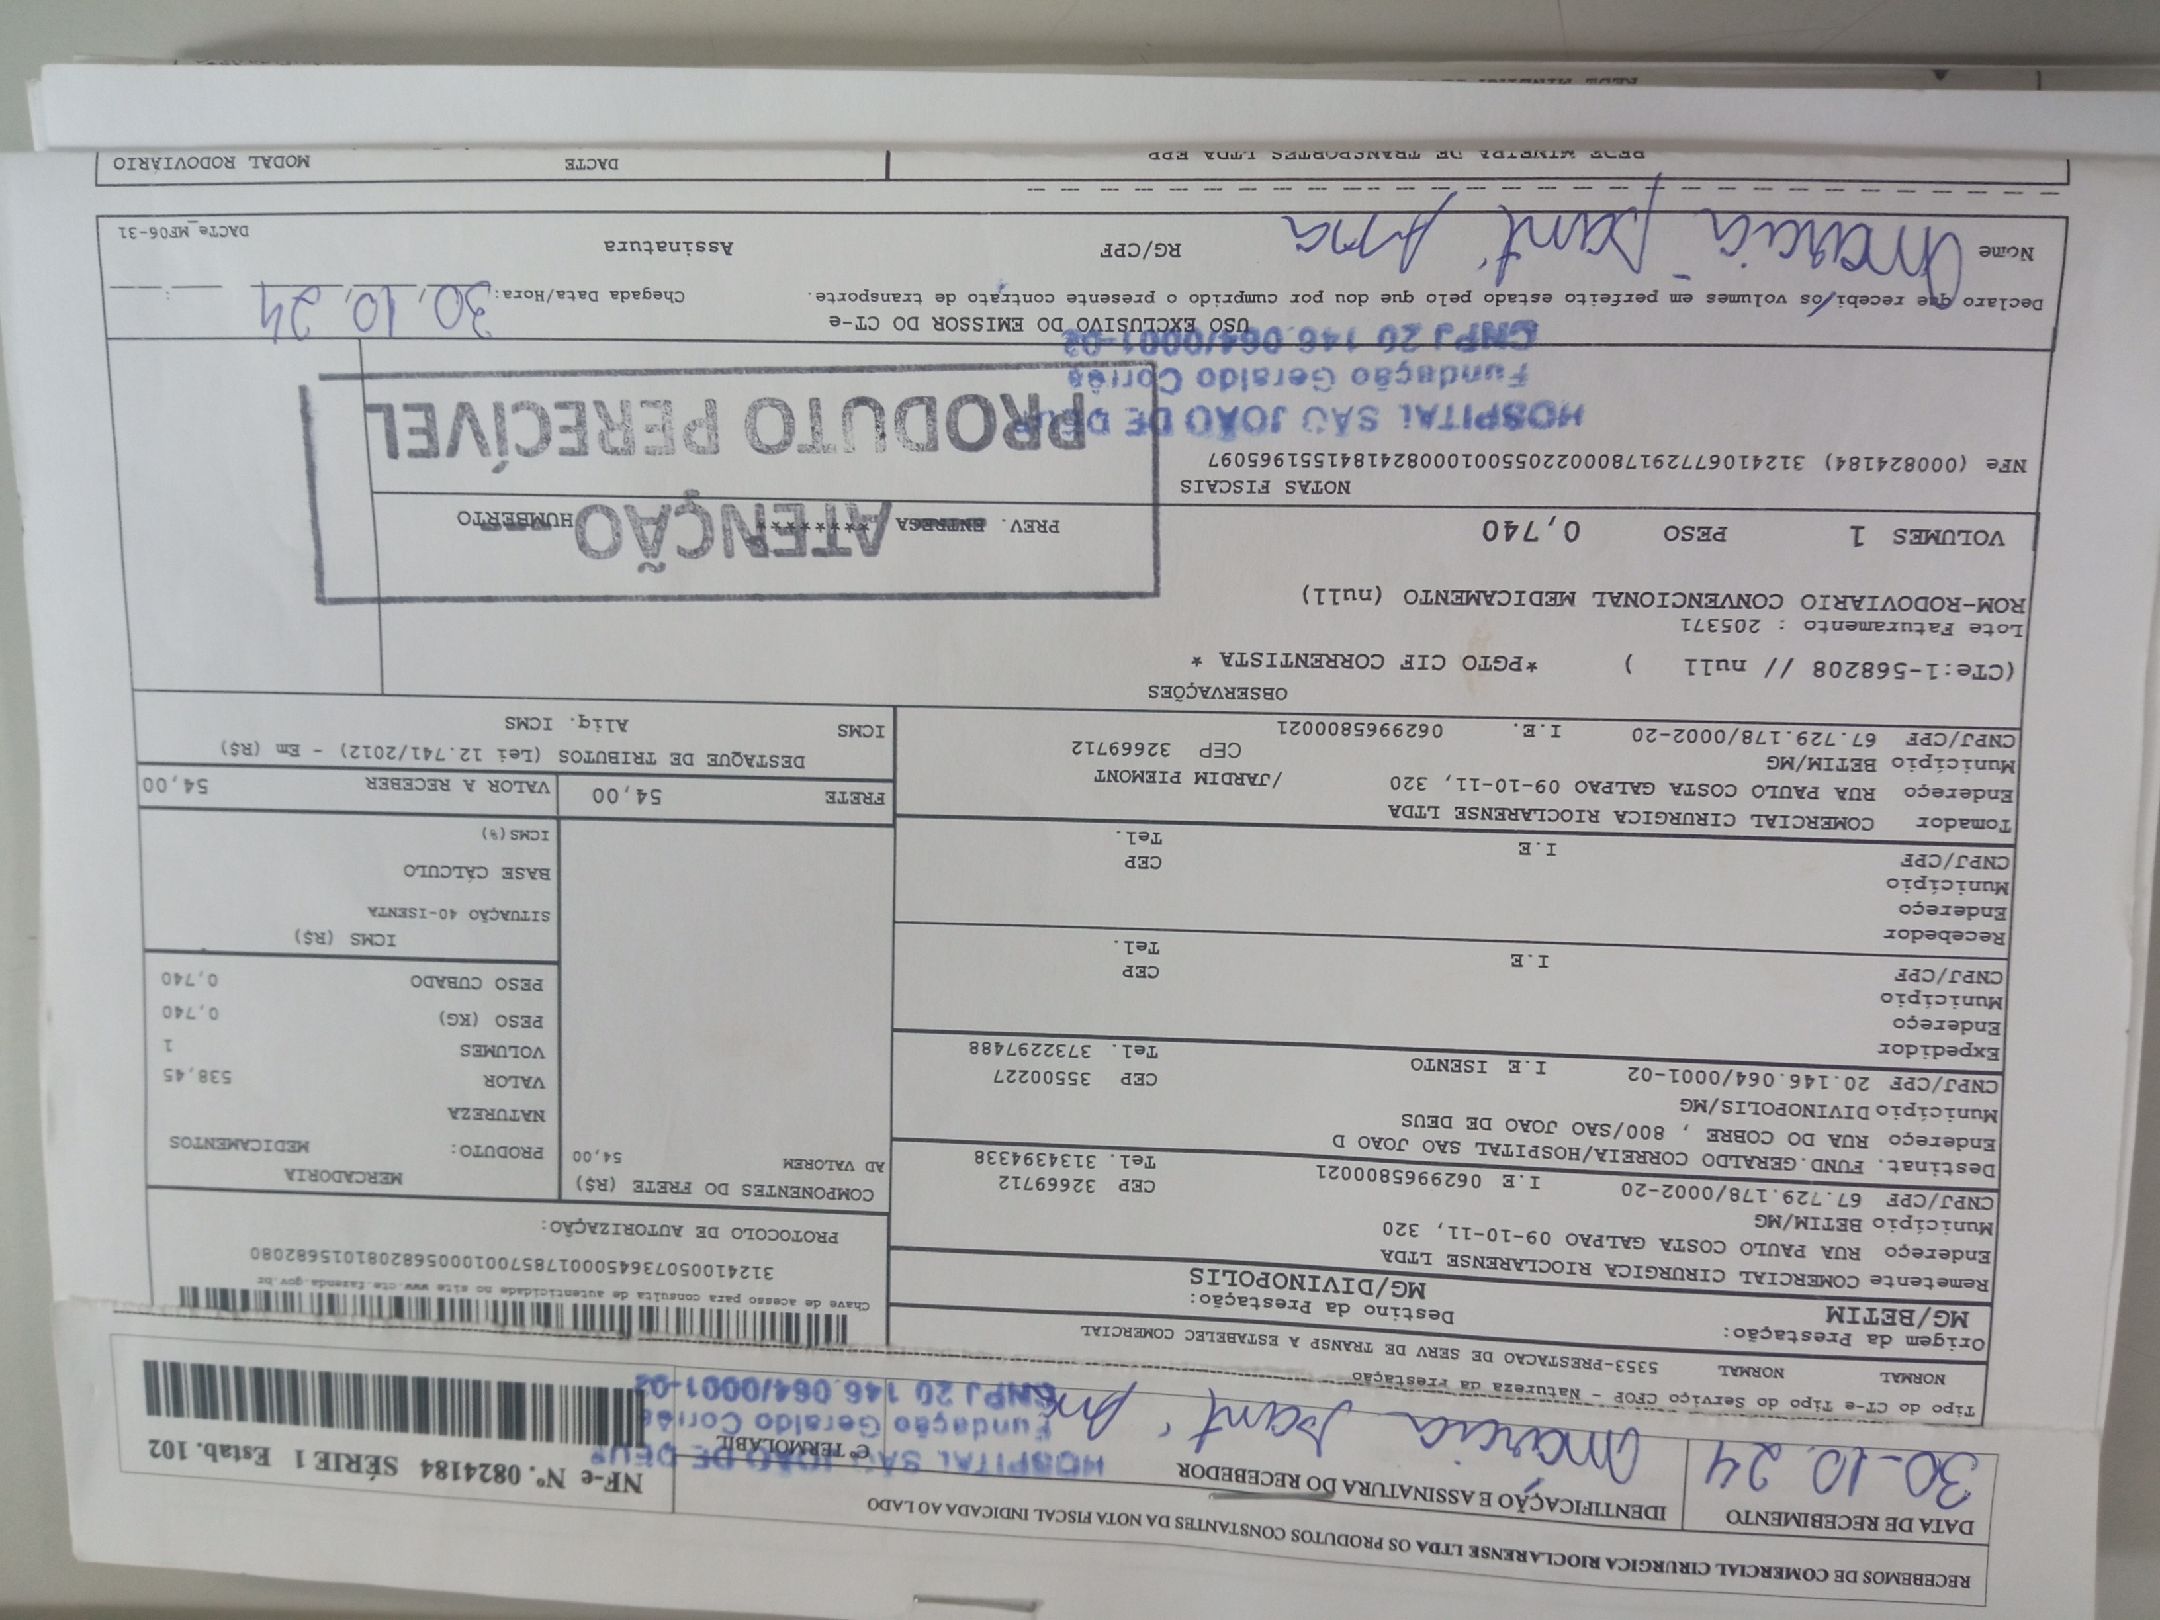 RECEBEMOS DE COMERCIAL CIRURGICA RIOCLARENSE LTDA OS PRODUTOS CONSTANTES DA NOTA FISCAL INDICADA AO LADO
DATA DE RECEBIMENTO
IDENTIFICAÇÃO E ASSINATURA DO RECEBEDOR
NF-e Nº. 0824184 SÉRIE 1 Estab. 102
30-10.24
Marcia Sant'
Cº TERMOLABIL
HOSPITAL SÃO JOÃO DE DEUS
Fundação Geraldo Corrêa
CNPJ 20 146.064/0001-02
Tipo do CT-e Tipo do Serviço CFOP - Natureza da Prestação
NORMAL NORMAL 5353-PRESTACAO DE SERV DE TRANSP A ESTABELEC COMERCIAL
Origem da Prestação: Destino da Prestação:
MG/BETIM MG/DIVINOPOLIS
Chave de acesso para consulta de autenticidade no site www.cte.fazenda.gov.br
31241005073645000178570010005682081015682080
PROTOCOLO DE AUTORIZAÇÃO:
Remetente COMERCIAL CIRURGICA RIOCLARENSE LTDA
Endereço RUA PAULO COSTA GALPAO 09-10-11, 320
Município BETIM/MG CEP 32669712
CNPJ/CPF 67.729.178/0002-20 I.E 0629965800021 Tel. 3134394338
Destinat. FUND.GERALDO CORREIA/HOSPITAL SAO JOAO D
Endereço RUA DO COBRE , 800/SAO JOAO DE DEUS
Município DIVINOPOLIS/MG CEP 35500227
CNPJ/CPF 20.146.064/0001-02 I.E ISENTO Tel. 3732297488
Expedidor
Endereço
Município CEP
CNPJ/CPF I.E Tel.
Recebedor
Endereço
Município CEP
CNPJ/CPF I.E Tel.
Tomador COMERCIAL CIRURGICA RIOCLARENSE LTDA
Endereço RUA PAULO COSTA GALPAO 09-10-11, 320 /JARDIM PIEMONT
Município BETIM/MG CEP 32669712
CNPJ/CPF 67.729.178/0002-20 I.E. 0629965800021
COMPONENTES DO FRETE (R$)
AD VALOREM 54,00
MERCADORIA
PRODUTO: MEDICAMENTOS
NATUREZA
VALOR 538,45
VOLUMES 1
PESO (KG) 0,740
PESO CUBADO 0,740
ICMS (R$)
SITUAÇÃO 40-ISENTA
BASE CÁLCULO
ICMS(%)
FRETE 54,00 VALOR A RECEBER 54,00
DESTAQUE DE TRIBUTOS (Lei 12.741/2012) - Em (R$)
ICMS Aliq. ICMS
OBSERVAÇÕES
(CTe:1-568208 // null ) *PGTO CIF CORRENTISTA *
Lote Faturamento : 205371
ROM-RODOVIARIO CONVENCIONAL MEDICAMENTO (null)
VOLUMES 1 PESO 0,740 PREV. ENTREGA ******** HUMBERTO
ATENÇÃO
PRODUTO PERECÍVEL
NOTAS FISCAIS
NFe (000824184) 31241067729178000220550010008241841551965097
HOSPITAL SÃO JOÃO DE DEUS
Fundação Geraldo Corrêa
CNPJ 20 146 064/0001-02
USO EXCLUSIVO DO EMISSOR DO CT-e
Declaro que recebi os volumes em perfeito estado pelo que dou por cumprido o presente contrato de transporte.
Chegada Data/Hora: 30, 10, 24 __:__
Nome Marcia Sant' Ana RG/CPF Assinatura DACTe_MF06-31
REDE MINEIRA DE TRANSPORTES LTDA EPP DACTE MODAL RODOVIÁRIO